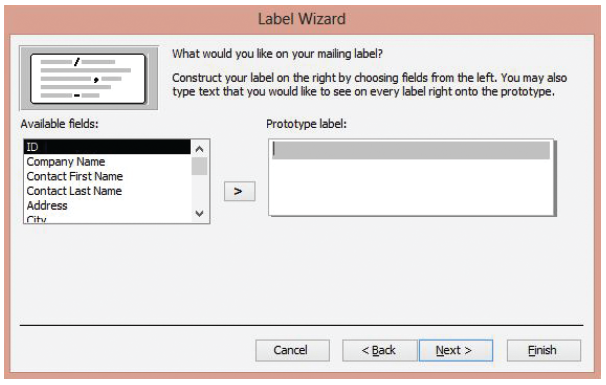 Label Wizard
What would you like on your mailing label?
Construct your label on the right by choosing fields from the left. You may also
type text that you would like to see on every label right onto the prototype.
Available fields:
Prototype label:
ID
Company Name
Contact First Name
Contact Last Name
Address
City
>
Cancel
< Back
Next >
Finish